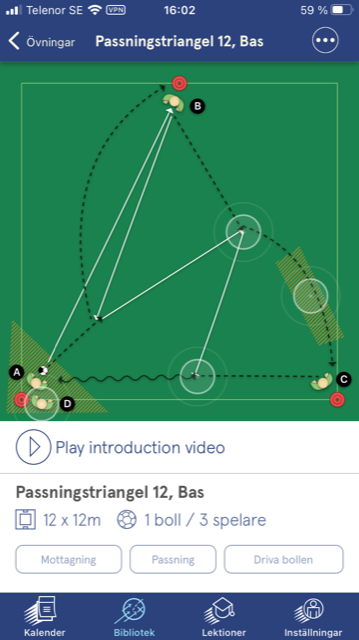 Telenor SE VPN 16:02 59 %
Övningar Passningstriangel 12, Bas
B
A
C
D
Play introduction video
Passningstriangel 12, Bas
12 x 12m 1 boll / 3 spelare
Mottagning Passning Driva bollen
Kalender Bibliotek Lektioner Inställningar